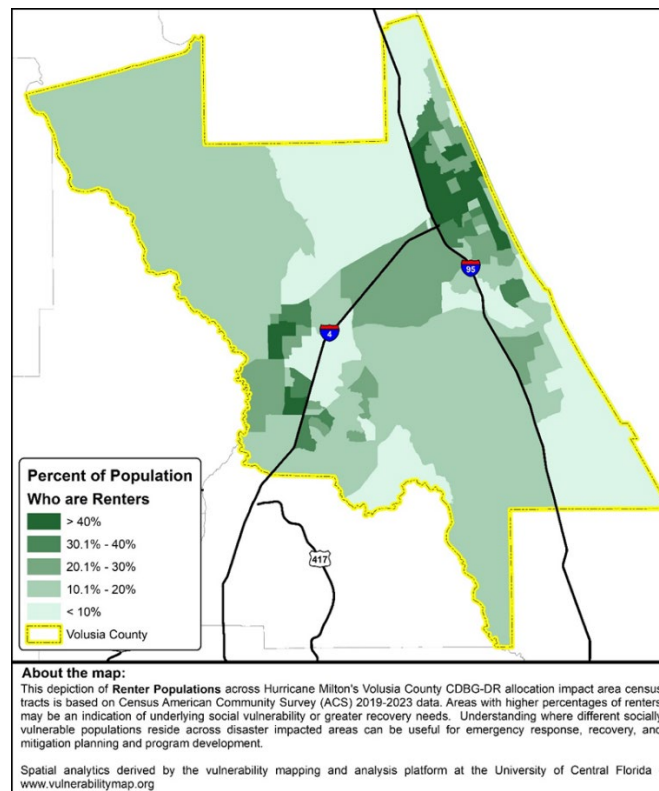 95
4
Percent of Population
Who are Renters
> 40%
30.1% - 40%
20.1% - 30%
10.1% - 20%
< 10%
Volusia County
417
About the map:
This depiction of Renter Populations across Hurricane Milton's Volusia County CDBG-DR allocation impact area census
tracts is based on Census American Community Survey (ACS) 2019-2023 data. Areas with higher percentages of renters
may be an indication of underlying social vulnerability or greater recovery needs. Understanding where different socially
vulnerable populations reside across disaster impacted areas can be useful for emergency response, recovery, and
mitigation planning and program development.
Spatial analytics derived by the vulnerability mapping and analysis platform at the University of Central Florida
www.vulnerabilitymap.org